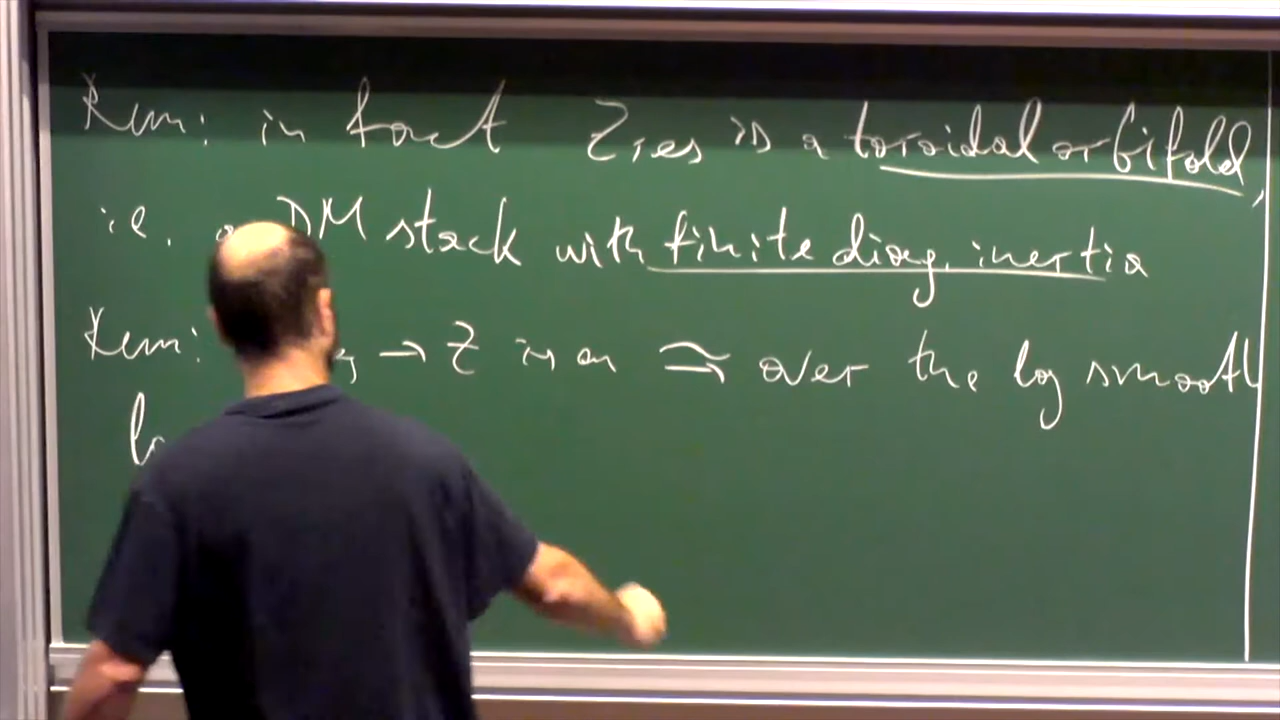 Rem: in fact Zres is a toroidal orbifold,
i.e. a DM stack with finite diag. inertia
Rem: → Z is an ≅ over the log smooth
lo